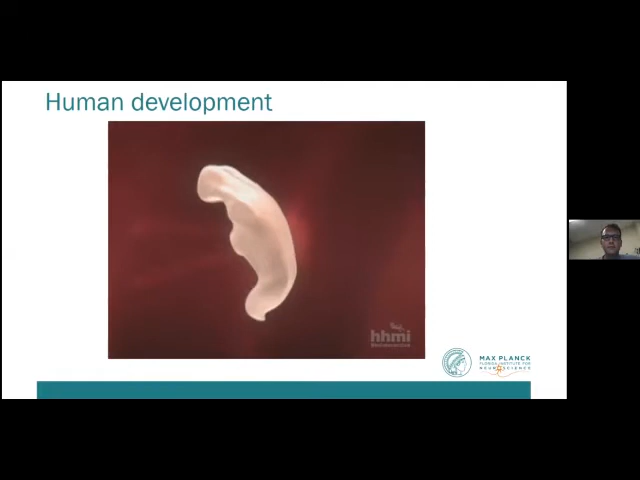 Human development
hhmi
MAX PLANCK
FLORIDA INSTITUTE FOR
NEUROSCIENCE